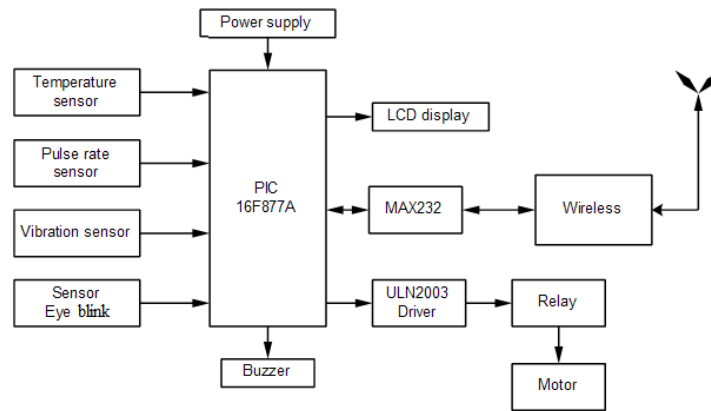 Power supply
Temperature
sensor
LCD display
Pulse rate
sensor
PIC
16F877A
MAX232
Wireless
Vibration sensor
Sensor
Eye blink
ULN2003
Driver
Relay
Buzzer
Motor